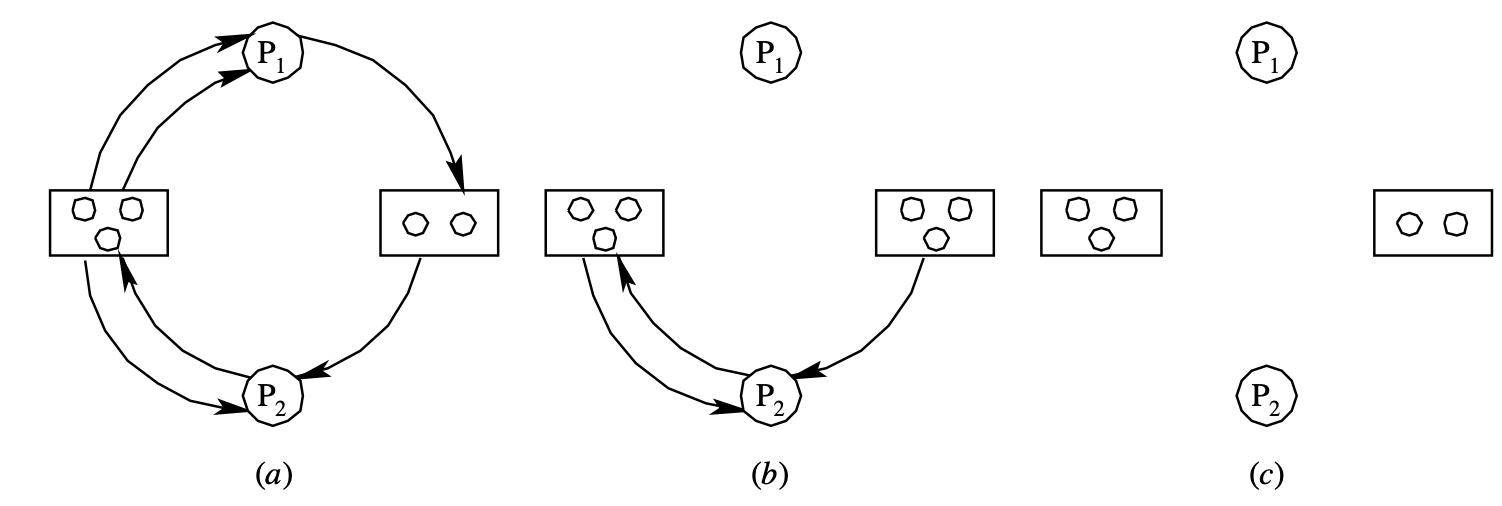 P₁ P₁ P₁
P₂ P₂ P₂
(a) (b) (c)